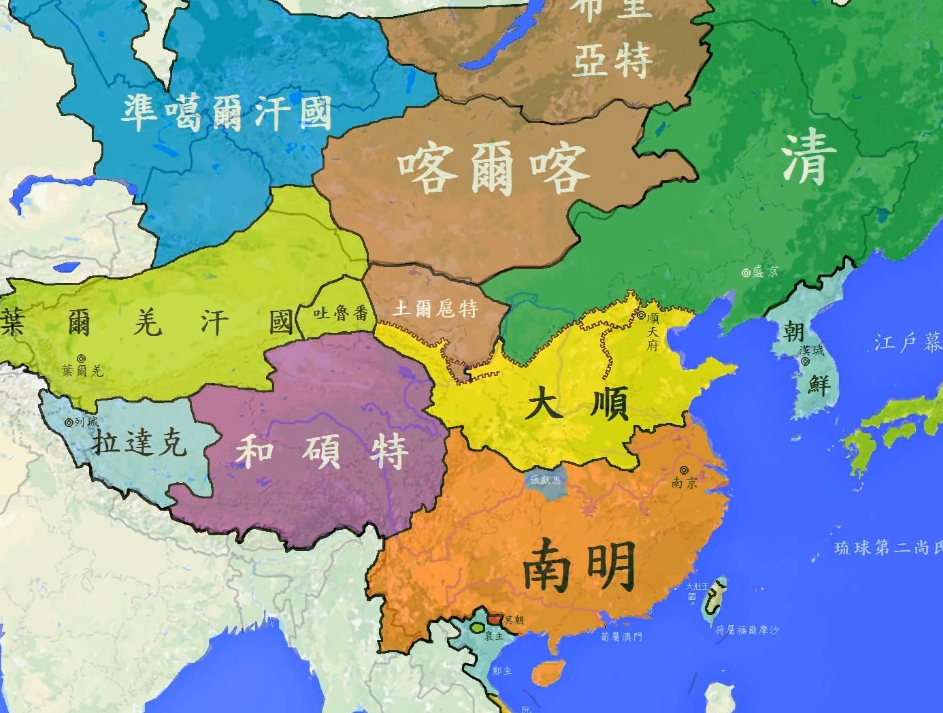 布里
亞特
準噶爾汗國
喀爾喀
清
盛京
葉爾羌汗國
吐魯番
土爾扈特
順天府
朝鮮
漢城
江戶幕
葉爾羌
大順
列城
拉達克
和碩特
張獻忠
南京
南明
琉球第二尚氏
大肚王國
荷屬福爾摩沙
葡屬澳門
莫朝
裒主
鄭主
阮